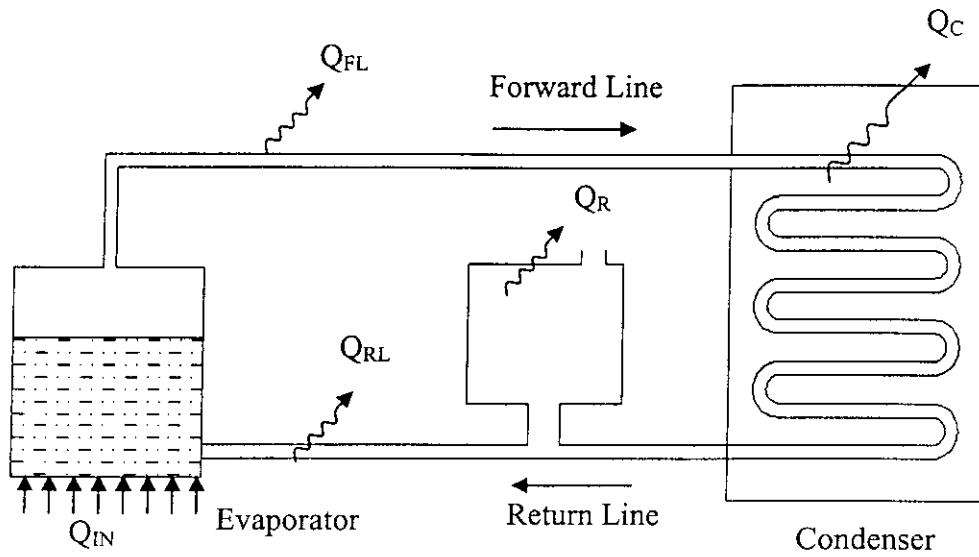 Q_C
Q_FL
Forward Line
Q_R
Q_RL
Q_IN
Evaporator
Return Line
Condenser